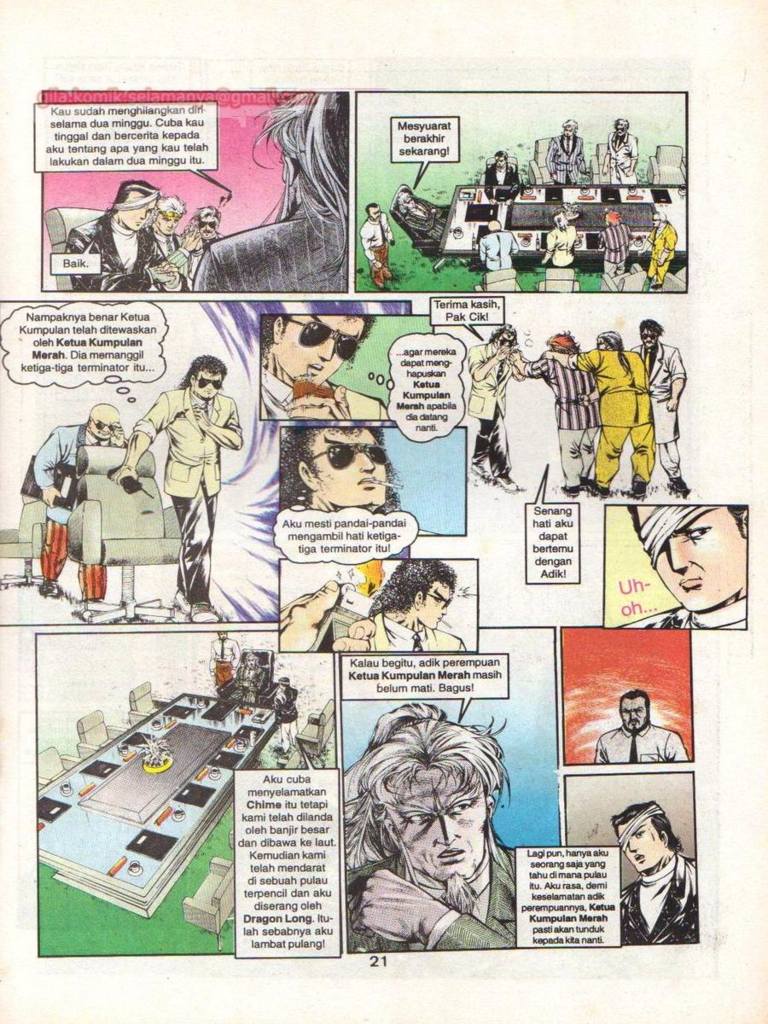 gila.komik.selamanya@gmail.com
Kau sudah menghilangkan diri
selama dua minggu. Cuba kau
tinggal dan bercerita kepada
aku tentang apa yang kau telah
lakukan dalam dua minggu itu.
Baik.
Mesyuarat
berakhir
sekarang!
Nampaknya benar Ketua
Kumpulan telah ditewaskan
oleh Ketua Kumpulan
Merah. Dia memanggil
ketiga-tiga terminator itu...
...agar mereka
dapat meng-
hapuskan
Ketua
Kumpulan
Merah apabila
dia datang
nanti.
Terima kasih,
Pak Cik!
Aku mesti pandai-pandai
mengambil hati ketiga-
tiga terminator itu!
Senang
hati aku
dapat
bertemu
dengan
Adik!
Uh-
oh...
Aku cuba
menyelamatkan
Chime itu tetapi
kami telah dilanda
oleh banjir besar
dan dibawa ke laut.
Kemudian kami
telah mendarat
di sebuah pulau
terpencil dan aku
diserang oleh
Dragon Long. Itu-
lah sebabnya aku
lambat pulang!
Kalau begitu, adik perempuan
Ketua Kumpulan Merah masih
belum mati. Bagus!
Lagi pun, hanya aku
seorang saja yang
tahu di mana pulau
itu. Aku rasa, demi
keselamatan adik
perempuannya, Ketua
Kumpulan Merah
pasti akan tunduk
kepada kita nanti.
21